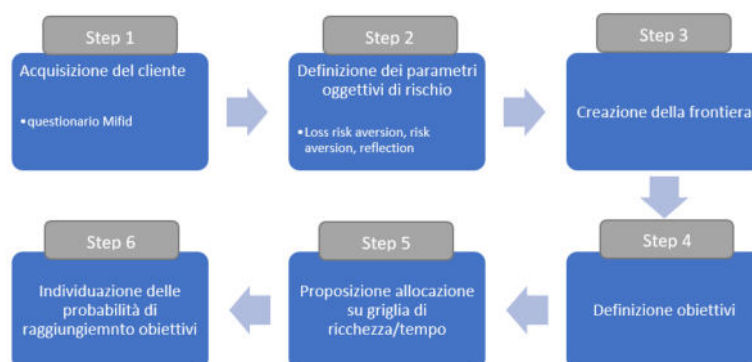 Step 1
Acquisizione del cliente
•questionario Mifid
Step 2
Definizione dei parametri
oggettivi di rischio
•Loss risk aversion, risk
aversion, reflection
Step 3
Creazione della frontiera
Step 4
Definizione obiettivi
Step 5
Proposizione allocazione
su griglia di
ricchezza/tempo
Step 6
Individuazione delle
probabilità di
raggiungiemnto obiettivi